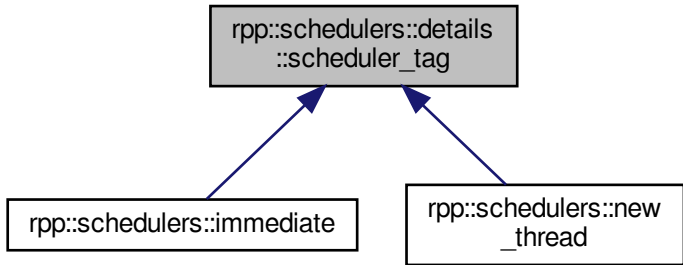 rpp::schedulers::details
::scheduler_tag
rpp::schedulers::immediate
rpp::schedulers::new
_thread